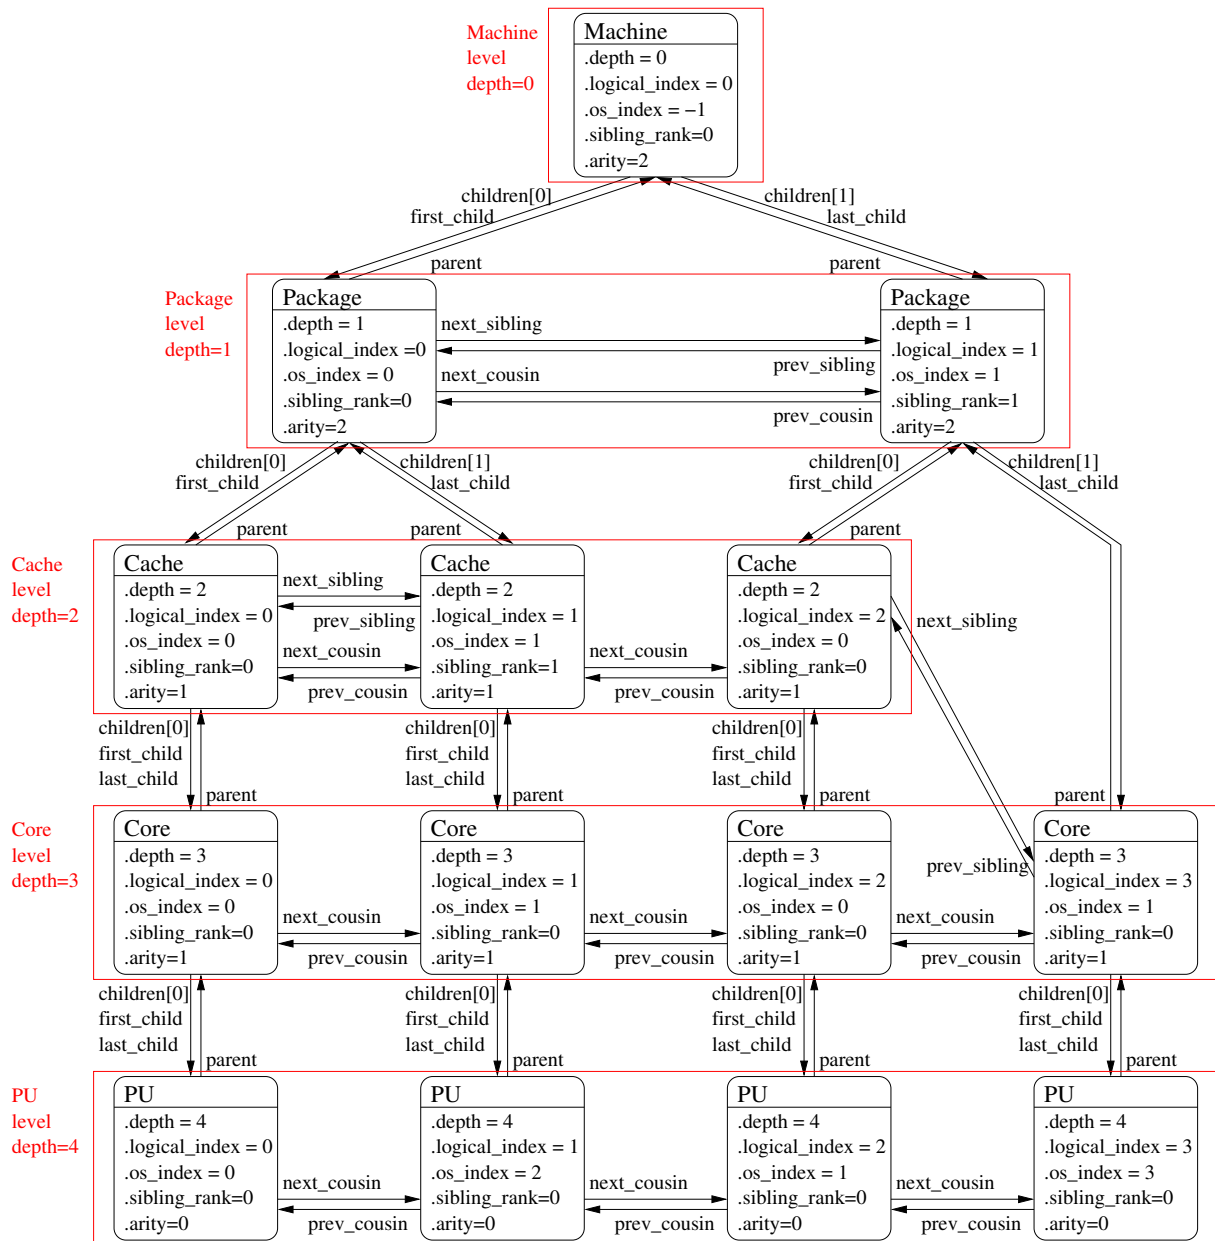 Machine
level
depth=0
Machine
.depth = 0
.logical_index = 0
.os_index = −1
.sibling_rank=0
.arity=2
children[0]
first_child
children[1]
last_child
parent
parent
Package
level
depth=1
Package
.depth = 1
.logical_index =0
.os_index = 0
.sibling_rank=0
.arity=2
next_sibling
prev_sibling
next_cousin
prev_cousin
Package
.depth = 1
.logical_index = 1
.os_index = 1
.sibling_rank=1
.arity=2
children[0]
first_child
children[1]
last_child
children[0]
first_child
children[1]
last_child
parent
parent
Cache
level
depth=2
Cache
.depth = 2
.logical_index = 0
.os_index = 0
.sibling_rank=0
.arity=1
next_sibling
prev_sibling
next_cousin
prev_cousin
Cache
.depth = 2
.logical_index = 1
.os_index = 1
.sibling_rank=1
.arity=1
next_cousin
prev_cousin
Cache
.depth = 2
.logical_index = 2
.os_index = 0
.sibling_rank=0
.arity=1
next_sibling
children[0]
first_child
last_child
parent
children[0]
first_child
last_child
parent
children[0]
first_child
last_child
parent
parent
Core
level
depth=3
Core
.depth = 3
.logical_index = 0
.os_index = 0
.sibling_rank=0
.arity=1
next_cousin
prev_cousin
Core
.depth = 3
.logical_index = 1
.os_index = 1
.sibling_rank=0
.arity=1
next_cousin
prev_cousin
Core
.depth = 3
.logical_index = 2
.os_index = 0
.sibling_rank=0
.arity=1
prev_sibling
next_cousin
prev_cousin
Core
.depth = 3
.logical_index = 3
.os_index = 1
.sibling_rank=0
.arity=1
children[0]
first_child
last_child
parent
children[0]
first_child
last_child
parent
children[0]
first_child
last_child
parent
children[0]
first_child
last_child
parent
PU
level
depth=4
PU
.depth = 4
.logical_index = 0
.os_index = 0
.sibling_rank=0
.arity=0
next_cousin
prev_cousin
PU
.depth = 4
.logical_index = 1
.os_index = 2
.sibling_rank=0
.arity=0
next_cousin
prev_cousin
PU
.depth = 4
.logical_index = 2
.os_index = 1
.sibling_rank=0
.arity=0
next_cousin
prev_cousin
PU
.depth = 4
.logical_index = 3
.os_index = 3
.sibling_rank=0
.arity=0